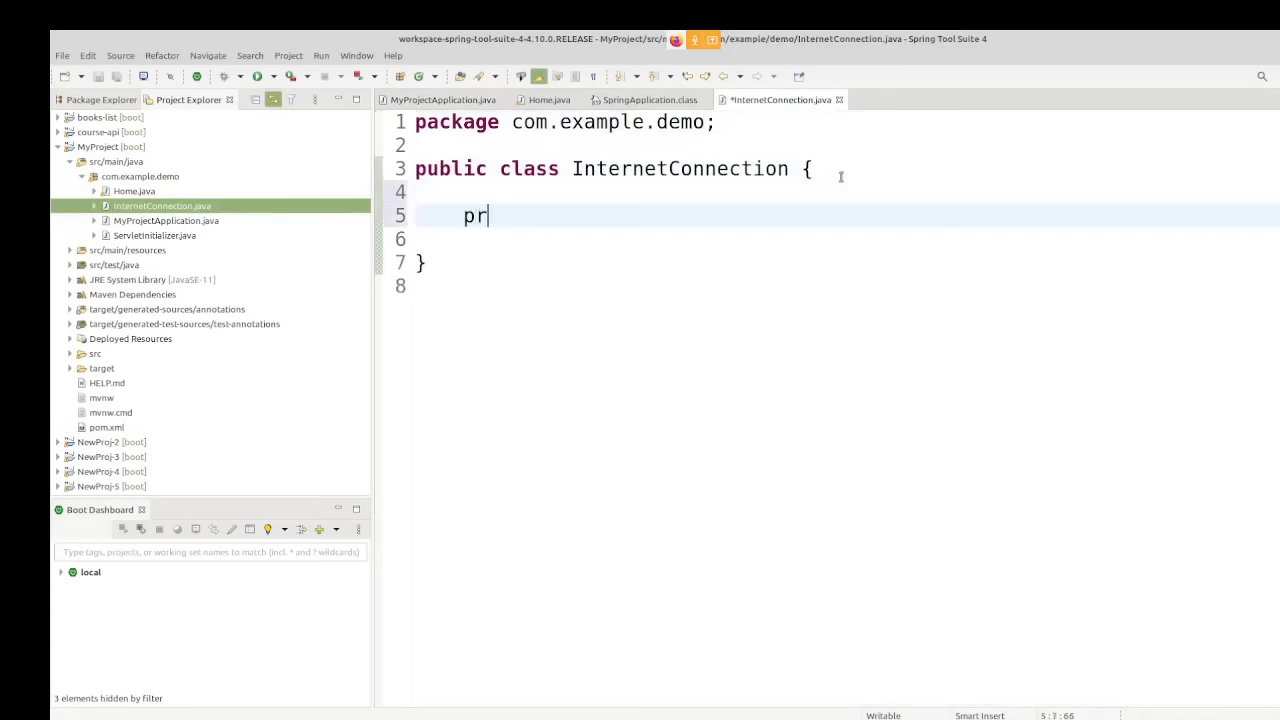 workspace-spring-tool-suite-4-4.10.0.RELEASE - MyProject/src/ n/example/demo/InternetConnection.java - Spring Tool Suite 4
File Edit Source Refactor Navigate Search Project Run Window Help
Package Explorer Project Explorer
MyProjectApplication.java Home.java SpringApplication.class *InternetConnection.java
books-list [boot]
course-api [boot]
MyProject [boot]
src/main/java
com.example.demo
Home.java
InternetConnection.java
MyProjectApplication.java
ServletInitializer.java
src/main/resources
src/test/java
JRE System Library [JavaSE-11]
Maven Dependencies
target/generated-sources/annotations
target/generated-test-sources/test-annotations
Deployed Resources
src
target
HELP.md
mvnw
mvnw.cmd
pom.xml
NewProj-2 [boot]
NewProj-3 [boot]
NewProj-4 [boot]
NewProj-5 [boot]
1 package com.example.demo;
2
3 public class InternetConnection {
4
5 pr
6
7 }
8
Boot Dashboard
Type tags, projects, or working set names to match (incl. * and ? wildcards)
local
3 elements hidden by filter
Writable Smart Insert 5 : 7 : 66